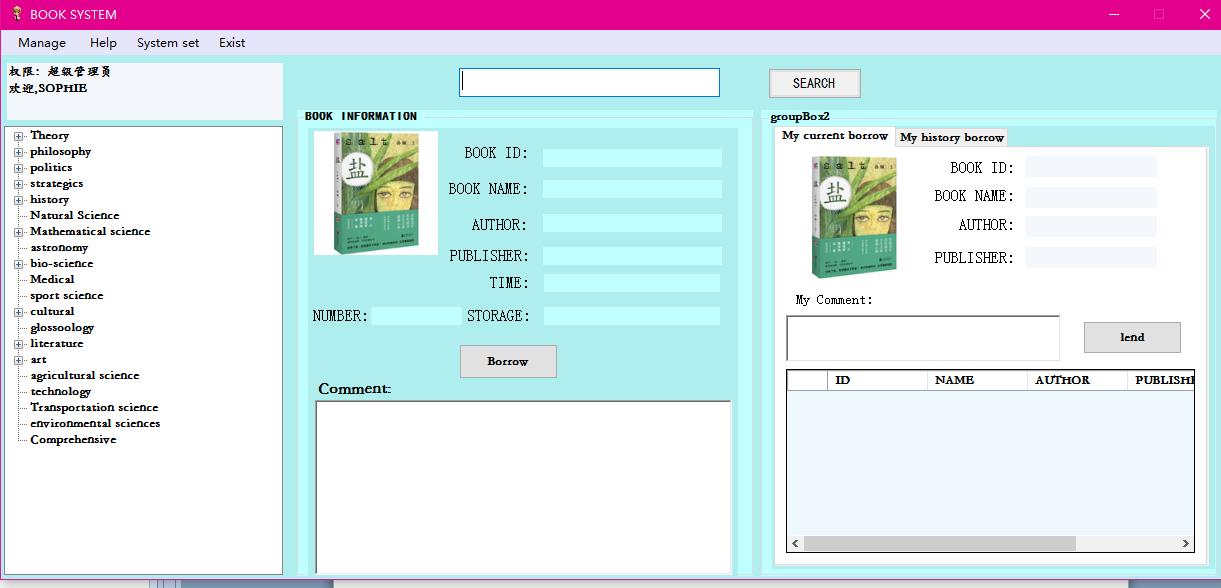 BOOK SYSTEM
Manage Help System set Exist
权限: 超级管理员
欢迎,SOPHIE
SEARCH
Theory
philosophy
politics
strategics
history
Natural Science
Mathematical science
astronomy
bio-science
Medical
sport science
cultural
glossoology
literature
art
agricultural science
technology
Transportation science
environmental sciences
Comprehensive
BOOK INFORMATION
salt
盐
BOOK ID:
BOOK NAME:
AUTHOR:
PUBLISHER:
TIME:
NUMBER: STORAGE:
Borrow
Comment:
groupBox2
My current borrow My history borrow
salt
盐
BOOK ID:
BOOK NAME:
AUTHOR:
PUBLISHER:
My Comment:
lend
ID NAME AUTHOR PUBLISHI